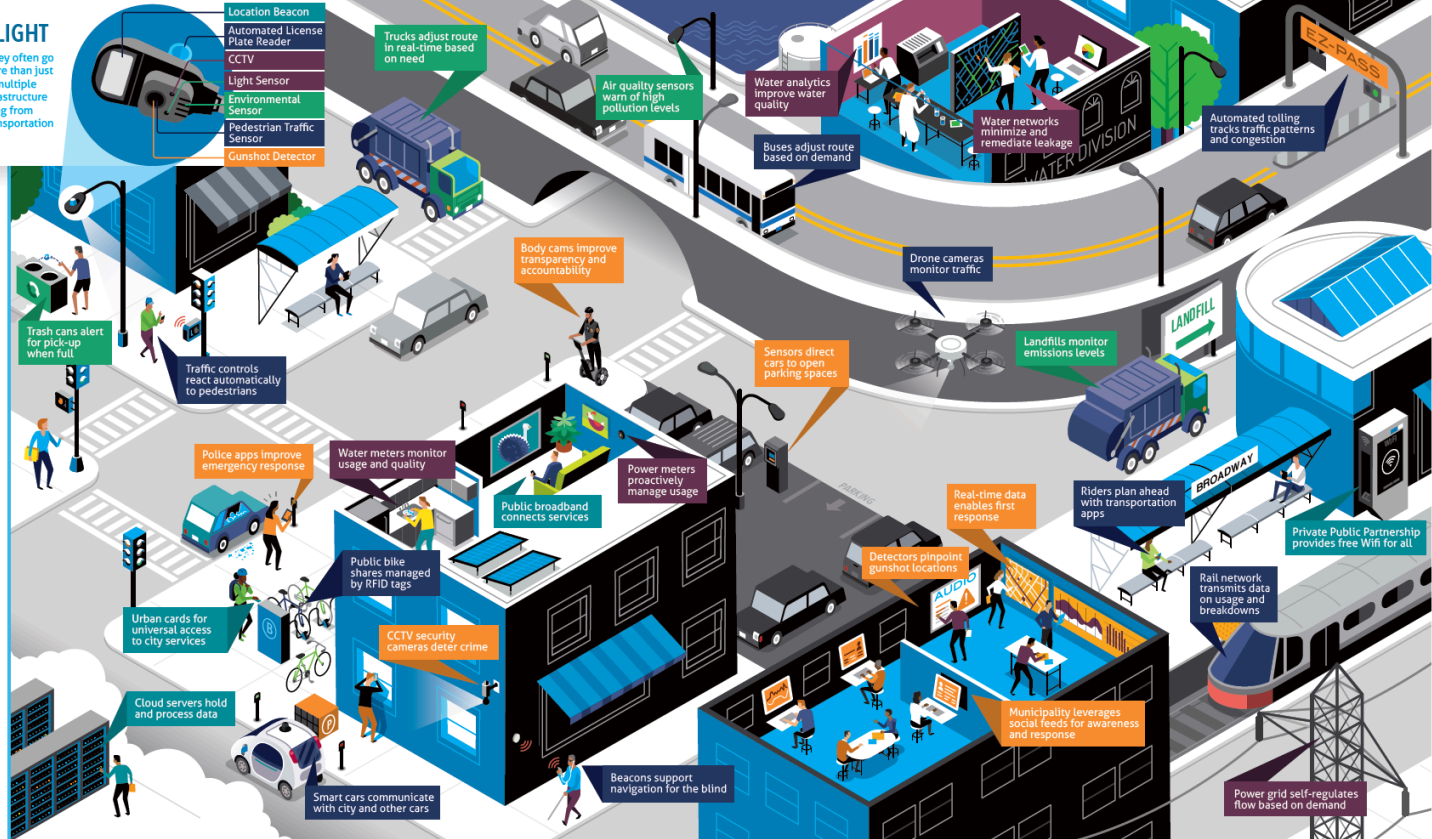 LIGHT
ey often go
re than just
multiple
astructure
ng from
nsportation
Location Beacon
Automated License
Plate Reader
CCTV
Light Sensor
Environmental
Sensor
Pedestrian Traffic
Sensor
Gunshot Detector
Trucks adjust route
in real-time based
on need
Air quailty sensors
warn of high
pollution levels
Water analytics
improve water
quality
Water networks
minimize and
remediate leakage
WATER DIVISION
EZ-PASS
Automated tolling
tracks traffic patterns
and congestion
Buses adjust route
based on demand
Body cams improve
transparency and
accountability
Drone cameras
monitor traffic
LANDFILL
Landfills monitor
emissions levels
Trash cans alert
for pick-up
when full
Traffic controls
react automatically
to pedestrians
Sensors direct
cars to open
parking spaces
Police apps improve
emergency response
Water meters monitor
usage and quality
Power meters
proactively
manage usage
Public broadband
connects services
PARKING
Real-time data
enables first
response
Riders plan ahead
with transportation
apps
BROADWAY
WiFi
Private Public Partnership
provides free Wifi for all
Detectors pinpoint
gunshot locations
AUDIO
Public bike
shares managed
by RFID tags
Rail network
transmits data
on usage and
breakdowns
Urban cards for
universal access
to city services
B
CCTV security
cameras deter crime
Cloud servers hold
and process data
P
Municipality leverages
social feeds for awareness
and response
Smart cars communicate
with city and other cars
Beacons support
navigation for the blind
Power grid self-regulates
flow based on demand